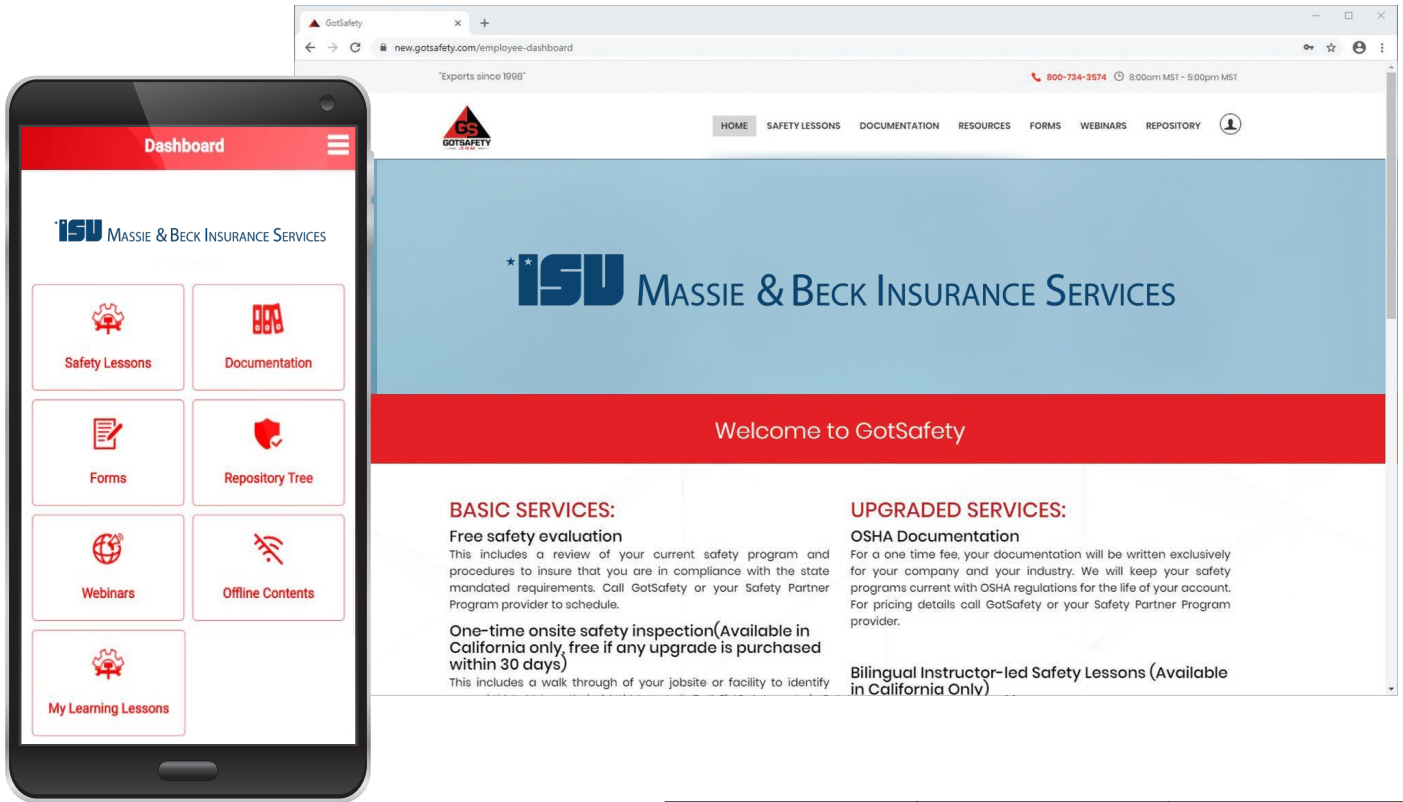 GotSafety
new.gotsafety.com/employee-dashboard
"Experts since 1998"
800-734-3574 8:00am MST - 5:00pm MST
GS
GOTSAFETY
.COM
HOME SAFETY LESSONS DOCUMENTATION RESOURCES FORMS WEBINARS REPOSITORY
ISU MASSIE & BECK INSURANCE SERVICES
Welcome to GotSafety
BASIC SERVICES:
Free safety evaluation
This includes a review of your current safety program and
procedures to insure that you are in compliance with the state
mandated requirements. Call GotSafety or your Safety Partner
Program provider to schedule.
One-time onsite safety inspection(Available in
California only, free if any upgrade is purchased
within 30 days)
This includes a walk through of your jobsite or facility to identify
UPGRADED SERVICES:
OSHA Documentation
For a one time fee, your documentation will be written exclusively
for your company and your industry. We will keep your safety
programs current with OSHA regulations for the life of your account.
For pricing details call GotSafety or your Safety Partner Program
provider.
Bilingual Instructor-led Safety Lessons (Available
in California Only)
Dashboard
ISU MASSIE & BECK INSURANCE SERVICES
Safety Lessons
Documentation
Forms
Repository Tree
Webinars
Offline Contents
My Learning Lessons